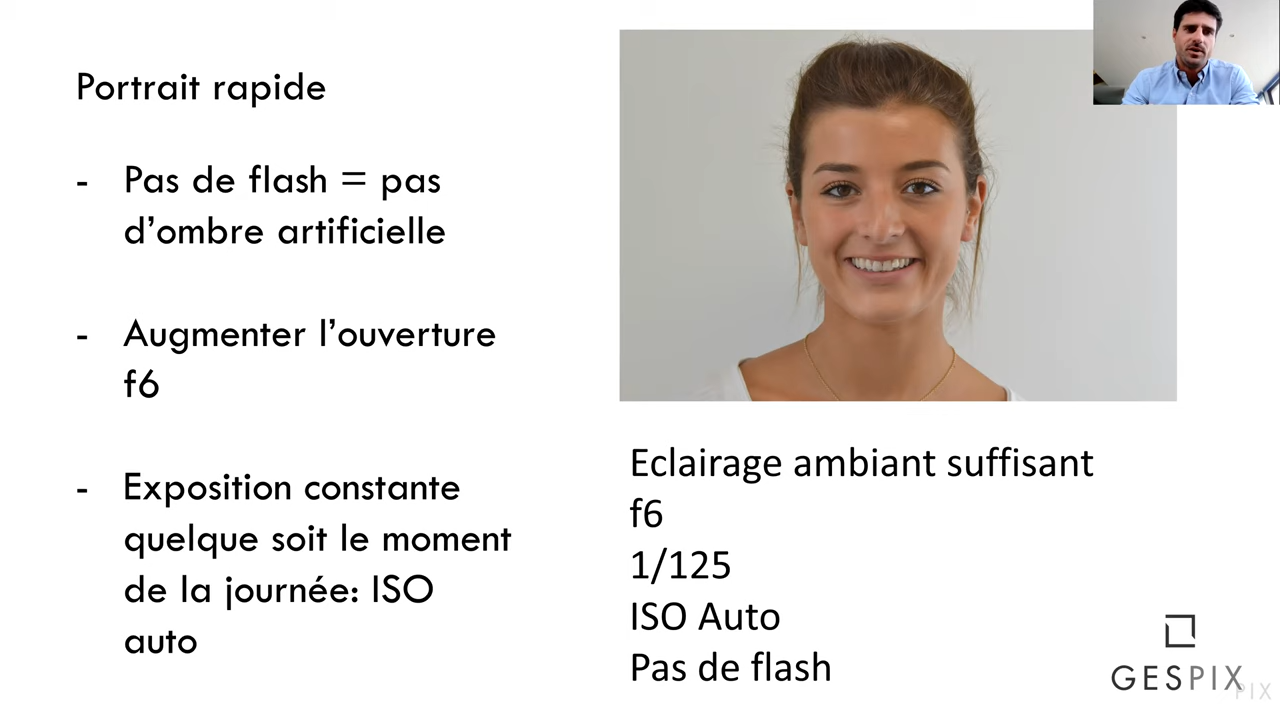 Portrait rapide
- Pas de flash = pas
d’ombre artificielle
- Augmenter l’ouverture
f6
- Exposition constante
quelque soit le moment
de la journée: ISO
auto
Eclairage ambiant suffisant
f6
1/125
ISO Auto
Pas de flash
GESPIX
PIX